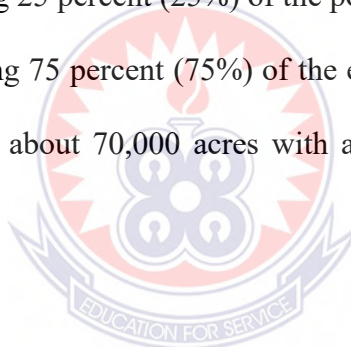 25 percent (25%) of the
75 percent (75%) of the
about 70,000 acres with a
EDUCATION FOR SERVICE